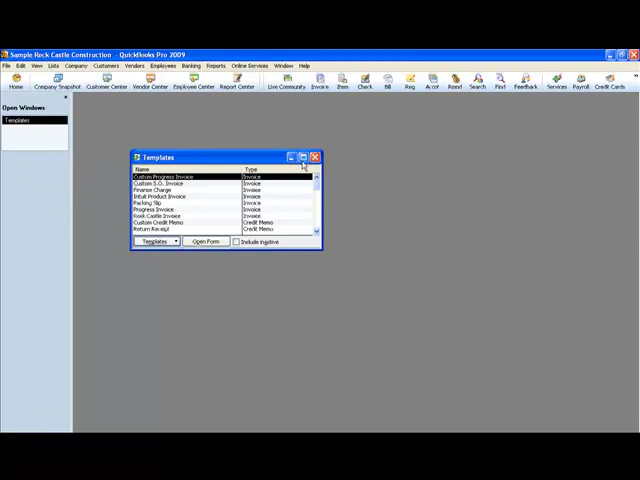 Sample Rock Castle Construction - QuickBooks Pro 2009
File Edit View Lists Company Customers Vendors Employees Banking Reports Online Services Window Help
Home Company Snapshot Customer Center Vendor Center Employee Center Report Center Live Community Invoice Item Check Bill Reg Accnt Rmnd Search Find Feedback Services Payroll Credit Cards
Open Windows
Templates
Templates
Name Type
Custom Progress Invoice Invoice
Custom S.O. Invoice Invoice
Finance Charge Invoice
Intuit Product Invoice Invoice
Packing Slip Invoice
Progress Invoice Invoice
Rock Castle Invoice Invoice
Custom Credit Memo Credit Memo
Return Receipt Credit Memo
Templates Open Form Include inactive